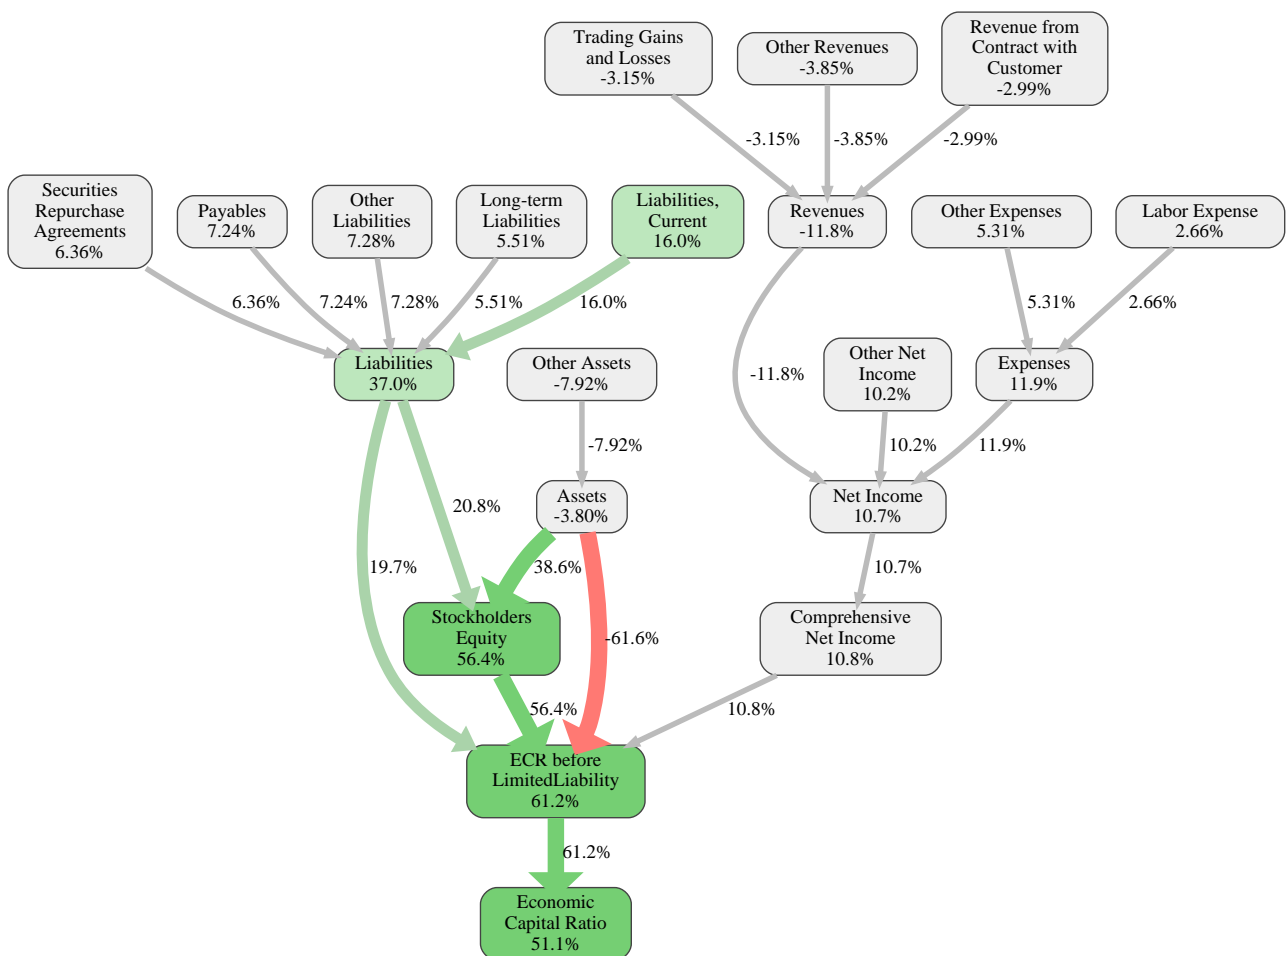 Trading Gains
and Losses
-3.15%
Other Revenues
-3.85%
Revenue from
Contract with
Customer
-2.99%
-3.15%
-3.85%
-2.99%
Securities
Repurchase
Agreements
6.36%
Payables
7.24%
Other
Liabilities
7.28%
Long-term
Liabilities
5.51%
Liabilities,
Current
16.0%
Revenues
-11.8%
Other Expenses
5.31%
Labor Expense
2.66%
6.36%
7.24%
7.28%
5.51%
16.0%
5.31%
2.66%
Liabilities
37.0%
Other Assets
-7.92%
-11.8%
Other Net
Income
10.2%
Expenses
11.9%
-7.92%
10.2%
11.9%
20.8%
Assets
-3.80%
Net Income
10.7%
19.7%
38.6%
10.7%
Stockholders
Equity
56.4%
-61.6%
Comprehensive
Net Income
10.8%
56.4%
10.8%
ECR before
LimitedLiability
61.2%
61.2%
Economic
Capital Ratio
51.1%